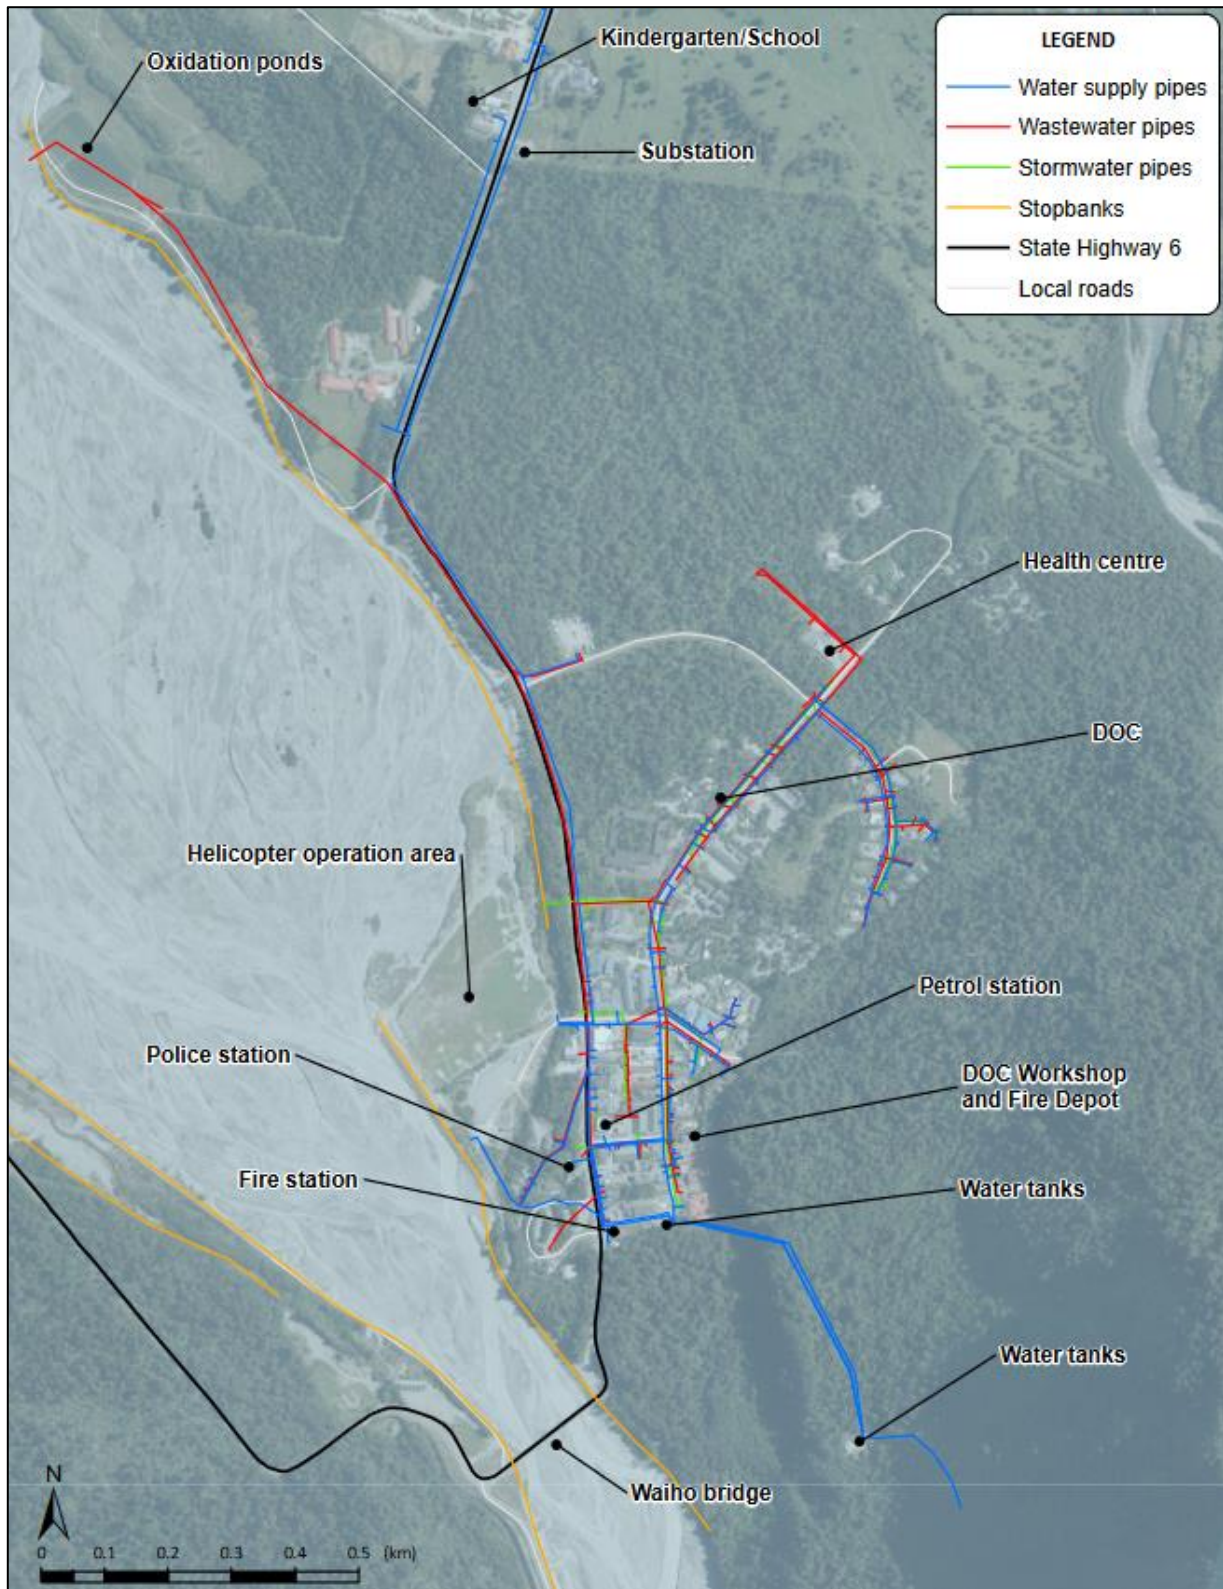 Kindergarten/School
Oxidation ponds
Substation
LEGEND
Water supply pipes
Wastewater pipes
Stormwater pipes
Stopbanks
State Highway 6
Local roads
Health centre
DOC
Helicopter operation area
Petrol station
Police station
DOC Workshop
and Fire Depot
Fire station
Water tanks
Water tanks
Waiho bridge
N
0 0.1 0.2 0.3 0.4 0.5 (km)